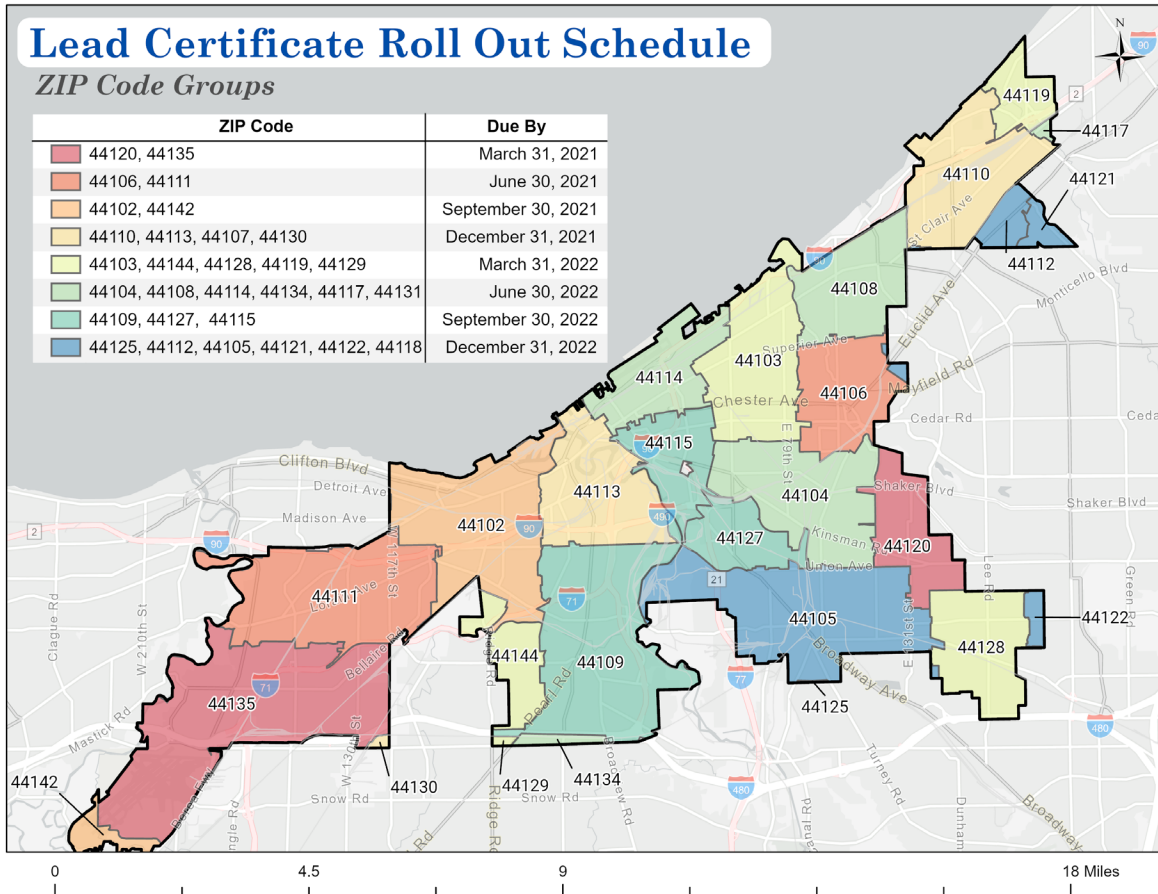 Lead Certificate Roll Out Schedule
ZIP Code Groups
ZIP Code Due By
44120, 44135 March 31, 2021
44106, 44111 June 30, 2021
44102, 44142 September 30, 2021
44110, 44113, 44107, 44130 December 31, 2021
44103, 44144, 44128, 44119, 44129 March 31, 2022
44104, 44108, 44114, 44134, 44117, 44131 June 30, 2022
44109, 44127, 44115 September 30, 2022
44125, 44112, 44105, 44121, 44122, 44118 December 31, 2022
N
90
44119
2
44117
44110
44121
St Clair Ave
44112
Monticello Blvd
44108
Euclid Ave
Superior Ave
44103
44114
Mayfield Rd
44106
Chester Ave
Cedar Rd
Ceda
E 79th St
44115
Clifton Blvd
Detroit Ave
44113
44104
Shaker Blvd
Shaker Blvd
Madison Ave
44102
90
490
2
90
W 117th St
44127
Kinsman Rd
44120
Union Ave
21
Lee Rd
Green Rd
44111
71
Clague Rd
W 210th St
44105
E 131st St
44122
Bellaire Rd
44144
44109
44128
Broadway Ave
77
71
44135
Pearl Rd
44125
Mastick Rd
W 130th St
480
44142
44130
44129
44134
Snow Rd
Snow Rd
Ridge Rd
Broadview Rd
480
Turney Rd
Dunham
Broadway
0 4.5 9 18 Miles